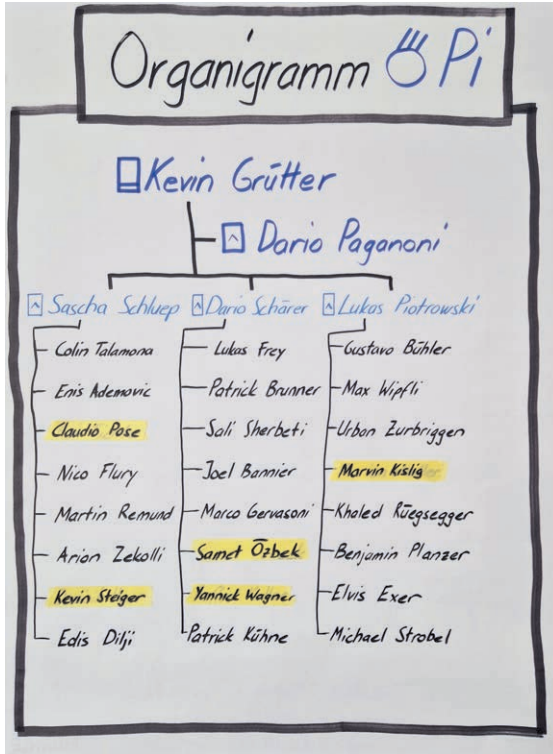 Organigramm Pi
Kevin Grütter
Dario Paganoni
Sascha Schluep
Colin Talamona
Enis Ademovic
Claudio Pose
Nico Flury
Martin Remund
Arion Zekolli
Kevin Steiger
Edis Dilji
Dario Schärer
Lukas Frey
Patrick Brunner
Sali Sherbeti
Joel Bannier
Marco Gervasoni
Samet Özbek
Yannick Wagner
Patrick Kühne
Lukas Piotrowski
Gustavo Bühler
Max Wipfli
Urban Zurbriggen
Marvin Kislig
Khaled Rüegsegger
Benjamin Planzer
Elvis Exer
Michael Strobel